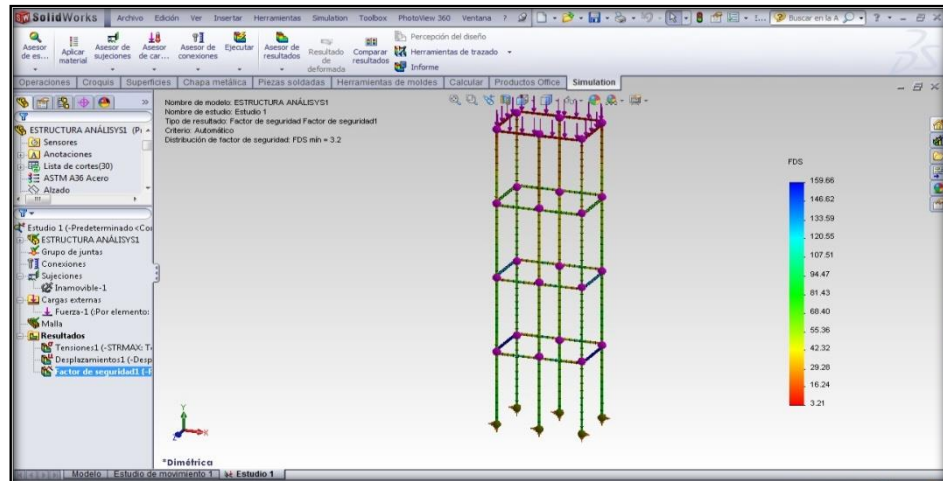 SolidWorks Archivo Edición Ver Insertar Herramientas Simulation Toolbox PhotoView 360 Ventana ? Buscar en la A
Asesor de es... Aplicar material Asesor de sujeciones Asesor de car... Asesor de conexiones Ejecutar Asesor de resultados Resultado de deformada Comparar resultados
Percepción del diseño
Herramientas de trazado
Informe
Operaciones Croquis Superficies Chapa metálica Piezas soldadas Herramientas de moldes Calcular Productos Office Simulation
Nombre de modelo: ESTRUCTURA ANÁLISYS1
Nombre de estudio: Estudio 1
Tipo de resultado: Factor de seguridad Factor de seguridad1
Criterio: Automático
Distribución de factor de seguridad: FDS mín = 3.2
ESTRUCTURA ANÁLISYS1 (Pi
Sensores
Anotaciones
Lista de cortes(30)
ASTM A36 Acero
Alzado
Estudio 1 (-Predeterminado<Co
ESTRUCTURA ANÁLISYS1
Grupo de juntas
Conexiones
Sujeciones
Inamovible-1
Cargas externas
Fuerza-1 (:Por elemento:
Malla
Resultados
Tensiones1 (-STRMAX: T
Desplazamientos1 (-Desp
Factor de seguridad1 (-F
FDS
159.66
146.62
133.59
120.55
107.51
94.47
81.43
68.40
55.36
42.32
29.28
16.24
3.21
Y
X
Z
*Dimétrica
Modelo Estudio de movimiento 1 Estudio 1